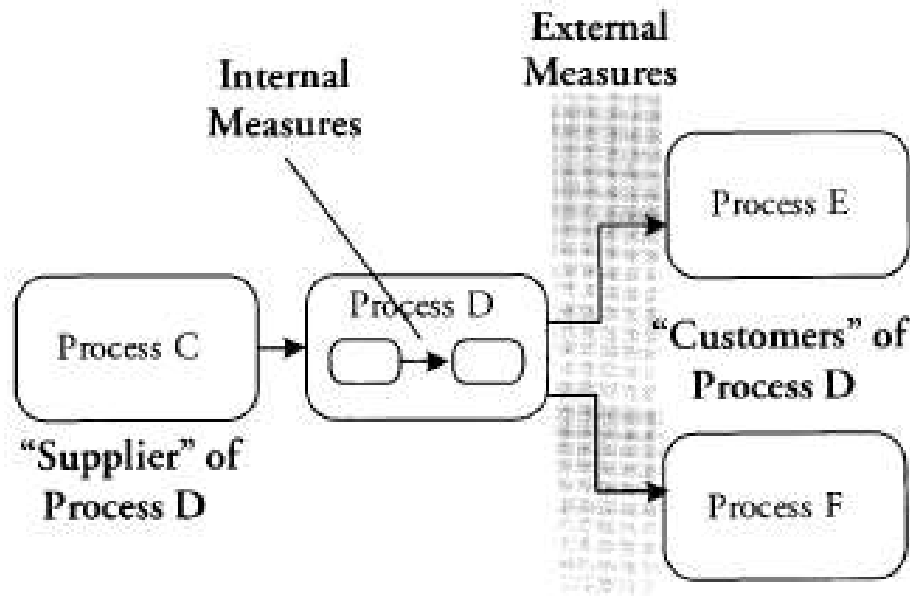 External
Measures
Internal
Measures
Process E
Process D
Process C
"Customers" of
Process D
"Supplier" of
Process D
Process F